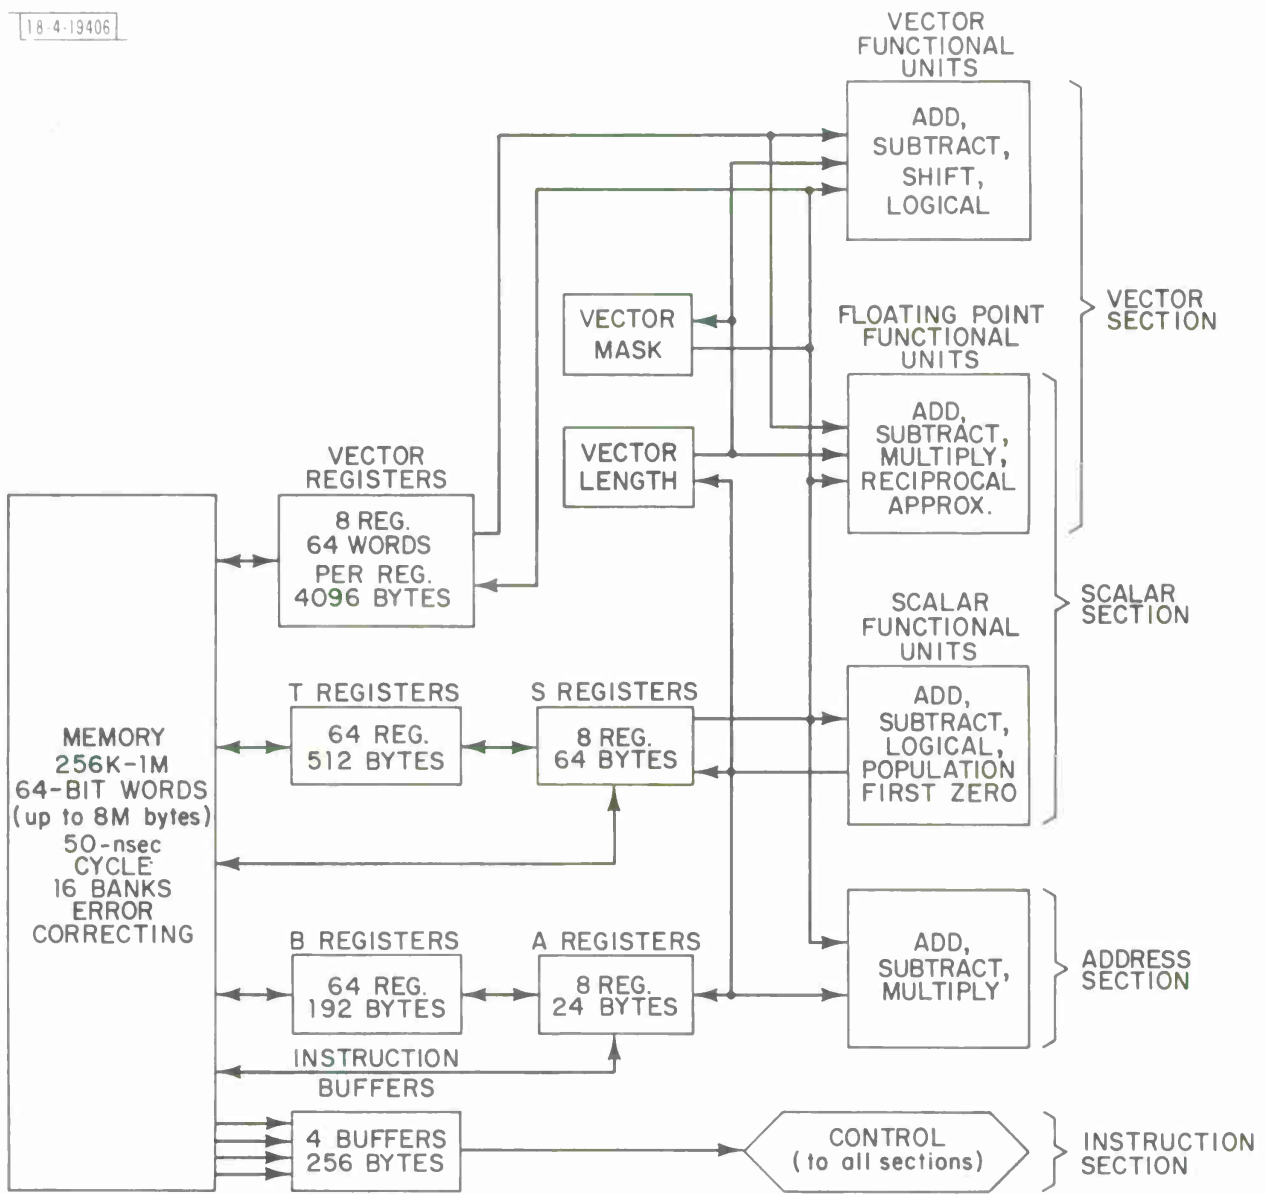 18-4-19406
VECTOR
FUNCTIONAL
UNITS
ADD,
SUBTRACT,
SHIFT,
LOGICAL
VECTOR
SECTION
VECTOR
MASK
FLOATING POINT
FUNCTIONAL
UNITS
ADD,
SUBTRACT,
MULTIPLY,
RECIPROCAL
APPROX.
VECTOR
LENGTH
VECTOR
REGISTERS
8 REG.
64 WORDS
PER REG.
4096 BYTES
SCALAR
SECTION
SCALAR
FUNCTIONAL
UNITS
ADD,
SUBTRACT,
LOGICAL,
POPULATION
FIRST ZERO
T REGISTERS
64 REG.
512 BYTES
S REGISTERS
8 REG.
64 BYTES
MEMORY
256K-1M
64-BIT WORDS
(up to 8M bytes)
50-nsec
CYCLE
16 BANKS
ERROR
CORRECTING
B REGISTERS
64 REG.
192 BYTES
A REGISTERS
8 REG.
24 BYTES
ADD,
SUBTRACT,
MULTIPLY
ADDRESS
SECTION
INSTRUCTION
BUFFERS
4 BUFFERS
256 BYTES
CONTROL
(to all sections)
INSTRUCTION
SECTION